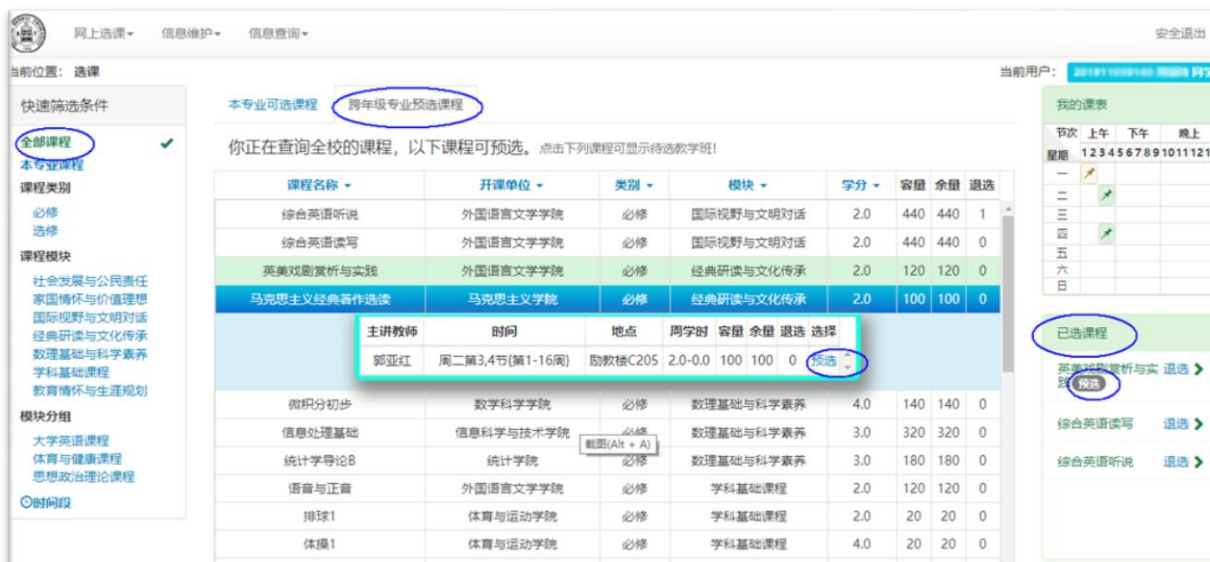 网上选课 信息维护 信息查询 安全退出
当前位置： 选课 当前用户：
快速筛选条件
全部课程
本专业课程
课程类别
必修
选修
课程模块
社会发展与公民责任
家国情怀与价值理想
国际视野与文明对话
经典研读与文化传承
数理基础与科学素养
学科基础课程
教育情怀与生涯规划
模块分组
大学英语课程
体育与健康课程
思想政治理论课程
时间段
本专业可选课程 跨年级专业预选课程
你正在查询全校的课程，以下课程可预选。点击下列课程可显示待选教学班!
课程名称 开课单位 类别 模块 学分 容量 余量 退选
综合英语听说 外国语言文学学院 必修 国际视野与文明对话 2.0 440 440 1
综合英语读写 外国语言文学学院 必修 国际视野与文明对话 2.0 440 440 0
英美戏剧赏析与实践 外国语言文学学院 必修 经典研读与文化传承 2.0 120 120 0
马克思主义经典著作选读 马克思主义学院 必修 经典研读与文化传承 2.0 100 100 0
主讲教师 时间 地点 周学时 容量 余量 退选 选择
郭亚红 周二第3,4节{第1-16周} 励教楼C205 2.0-0.0 100 100 0 预选
微积分初步 数学科学学院 必修 数理基础与科学素养 4.0 140 140 0
信息处理基础 信息科学与技术学院 必修 数理基础与科学素养 3.0 320 320 0
截图(Alt + A)
统计学导论B 统计学院 必修 数理基础与科学素养 3.0 180 180 0
语音与正音 外国语言文学学院 必修 学科基础课程 2.0 120 120 0
排球1 体育与运动学院 必修 学科基础课程 2.0 20 20 0
体操1 体育与运动学院 必修 学科基础课程 4.0 20 20 0
我的课表
节次 上午 下午 晚上
星期 123456789101112
一
二
三
四
五
六
日
已选课程
英美戏剧赏析与实 退选
践 预选
综合英语读写 退选
综合英语听说 退选